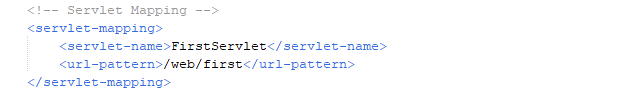 <!-- Servlet Mapping -->
<servlet-mapping>
<servlet-name>FirstServlet</servlet-name>
<url-pattern>/web/first</url-pattern>
</servlet-mapping>